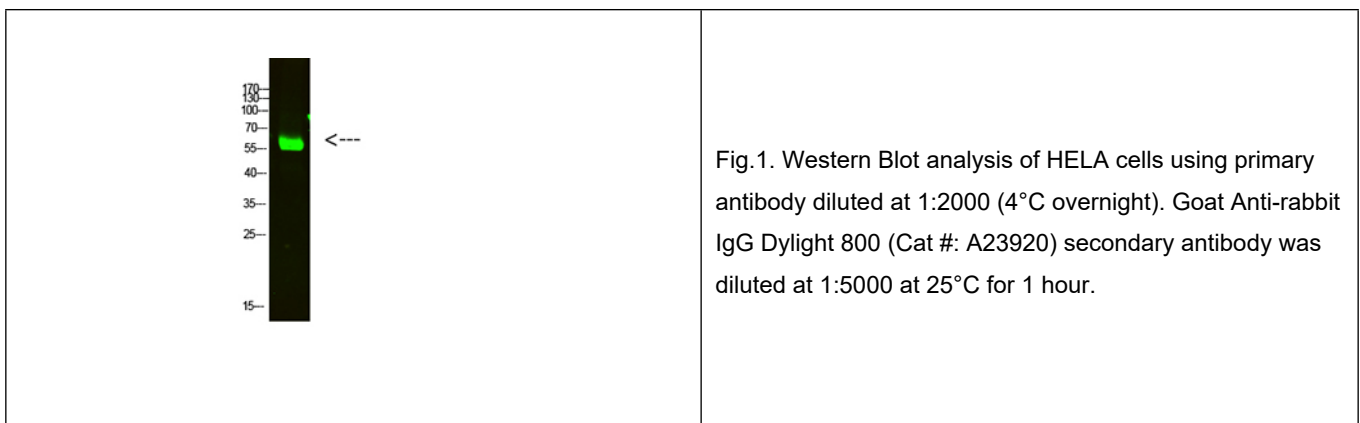 170
130
100
70
<---
55
40
35
25
15
Fig.1. Western Blot analysis of HELA cells using primary
antibody diluted at 1:2000 (4°C overnight). Goat Anti-rabbit
IgG Dylight 800 (Cat #: A23920) secondary antibody was
diluted at 1:5000 at 25°C for 1 hour.